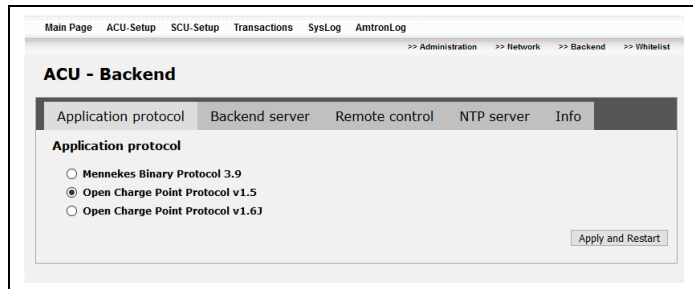 Main Page ACU-Setup SCU-Setup Transactions SysLog AmtronLog
>> Administration >> Network >> Backend >> Whitelist
ACU - Backend
Application protocol Backend server Remote control NTP server Info
Application protocol
Mennekes Binary Protocol 3.9
Open Charge Point Protocol v1.5
Open Charge Point Protocol v1.6J
Apply and Restart